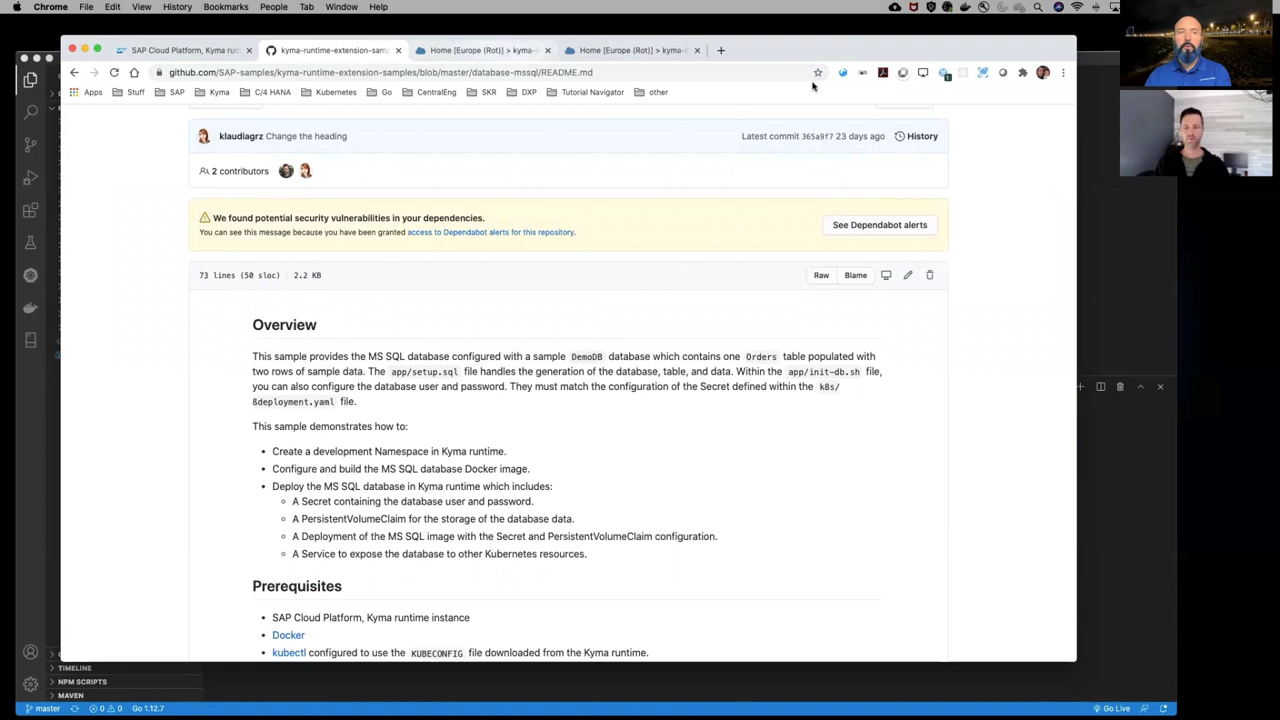 Chrome File Edit View History Bookmarks People Tab Window Help
SAP Cloud Platform, Kyma run
kyma-runtime-extension-samp
Home [Europe (Rot)] > kyma-
Home [Europe (Rot)] > kyma-
github.com/SAP-samples/kyma-runtime-extension-samples/blob/master/database-mssql/README.md
Apps Stuff SAP Kyma C/4 HANA Kubernetes Go CentralEng SKR DXP Tutorial Navigator other
klaudiagrz Change the heading
Latest commit 365a9f7 23 days ago History
2 contributors
We found potential security vulnerabilities in your dependencies.
You can see this message because you have been granted access to Dependabot alerts for this repository.
See Dependabot alerts
73 lines (50 sloc) 2.2 KB
Raw Blame
Overview
This sample provides the MS SQL database configured with a sample DemoDB database which contains one Orders table populated with
two rows of sample data. The app/setup.sql file handles the generation of the database, table, and data. Within the app/init-db.sh file,
you can also configure the database user and password. They must match the configuration of the Secret defined within the k8s/
ßdeployment.yaml file.
This sample demonstrates how to:
• Create a development Namespace in Kyma runtime.
• Configure and build the MS SQL database Docker image.
• Deploy the MS SQL database in Kyma runtime which includes:
◦ A Secret containing the database user and password.
◦ A PersistentVolumeClaim for the storage of the database data.
◦ A Deployment of the MS SQL image with the Secret and PersistentVolumeClaim configuration.
◦ A Service to expose the database to other Kubernetes resources.
Prerequisites
• SAP Cloud Platform, Kyma runtime instance
• Docker
• kubectl configured to use the KUBECONFIG file downloaded from the Kyma runtime.
TIMELINE
NPM SCRIPTS
MAVEN
master 0 0 Go 1.12.7
Go Live